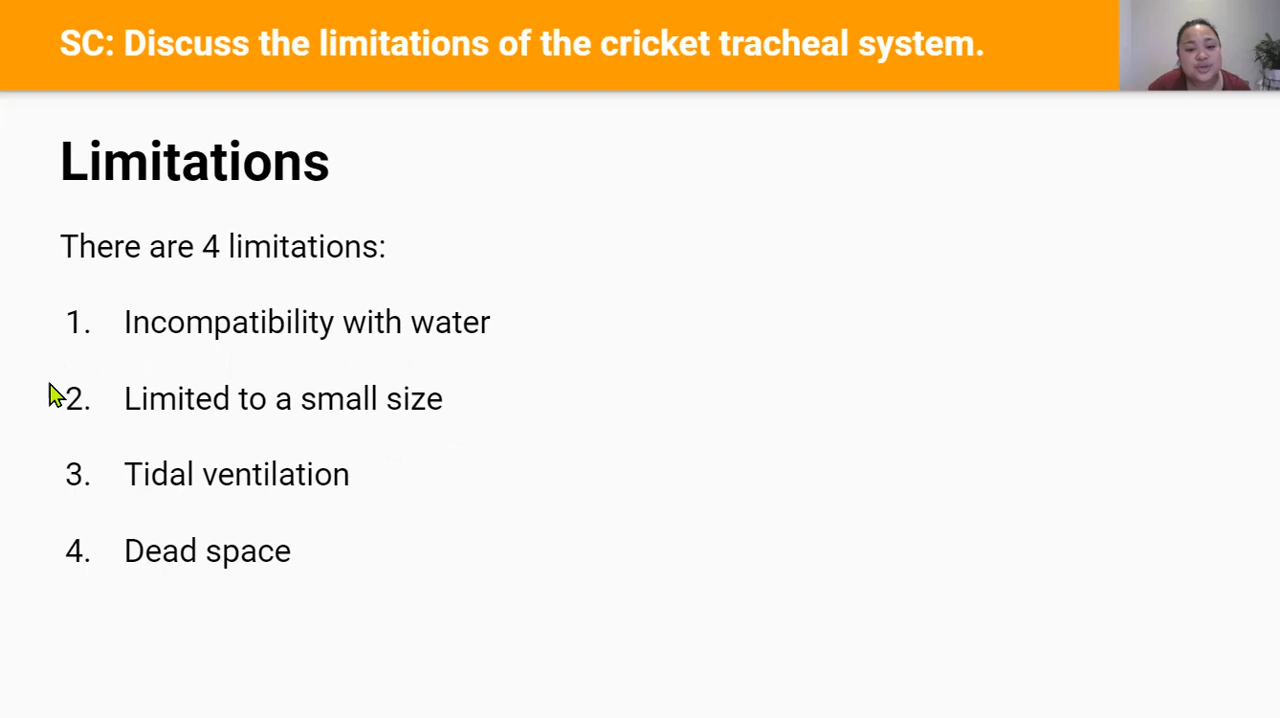 SC: Discuss the limitations of the cricket tracheal system.
Limitations
There are 4 limitations:
1. Incompatibility with water
2. Limited to a small size
3. Tidal ventilation
4. Dead space